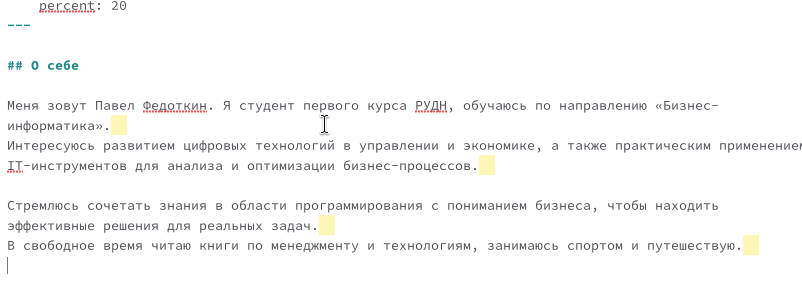 percent: 20
---
## О себе
Меня зовут Павел Федоткин. Я студент первого курса РУДН, обучаюсь по направлению «Бизнес-
информатика».
Интересуюсь развитием цифровых технологий в управлении и экономике, а также практическим применением
IT-инструментов для анализа и оптимизации бизнес-процессов.
Стремлюсь сочетать знания в области программирования с пониманием бизнеса, чтобы находить
эффективные решения для реальных задач.
В свободное время читаю книги по менеджменту и технологиям, занимаюсь спортом и путешествую.